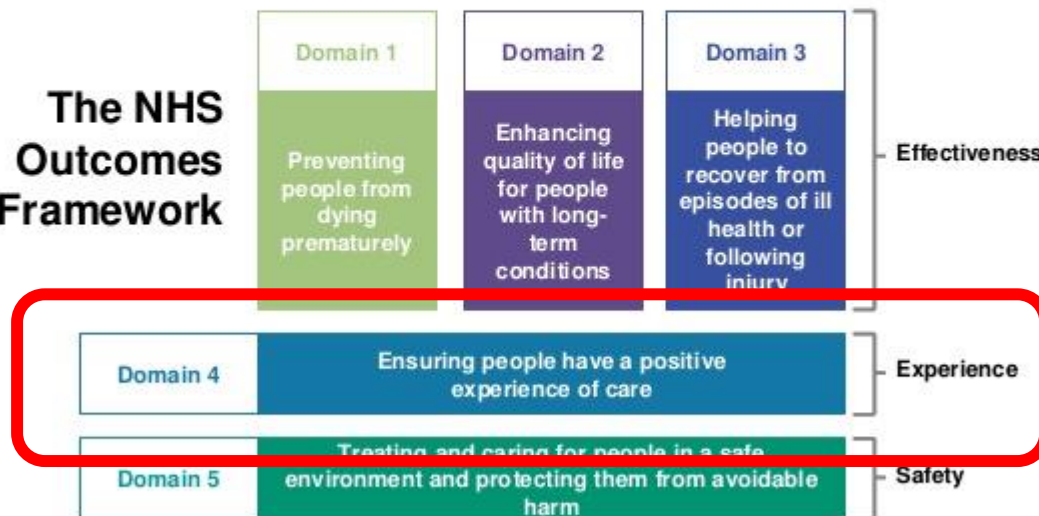 The NHS
Outcomes
Framework
Domain 1
Preventing
people from
dying
prematurely
Domain 2
Enhancing
quality of life
for people
with long-
term
conditions
Domain 3
Helping
people to
recover from
episodes of ill
health or
following
injury
Effectiveness
Domain 4
Ensuring people have a positive
experience of care
Experience
Domain 5
Treating and caring for people in a safe
environment and protecting them from avoidable
harm
Safety